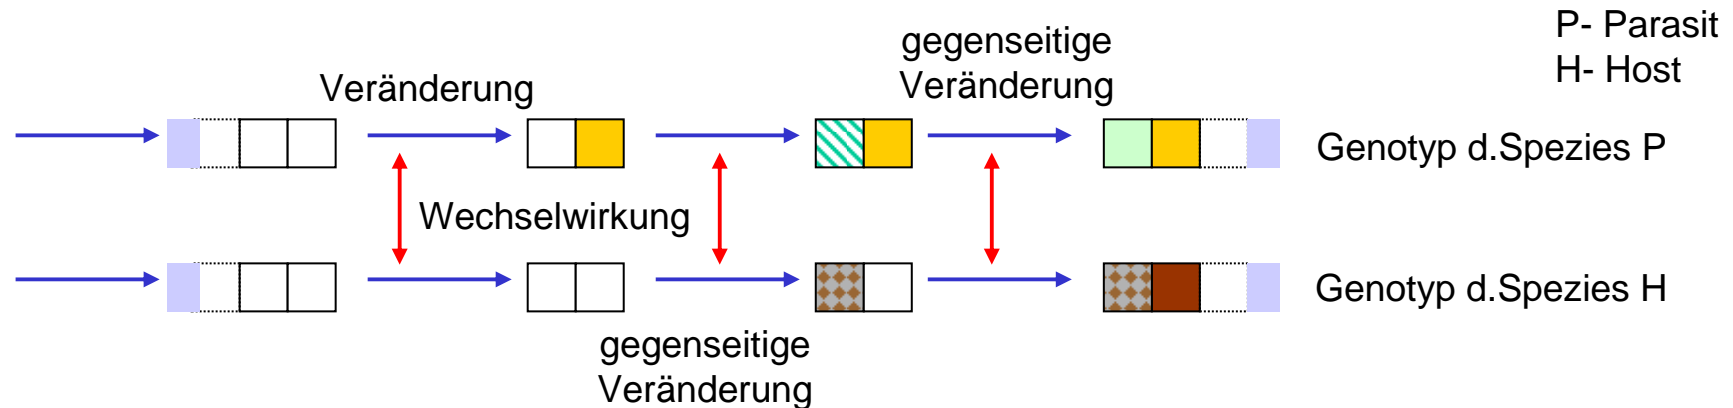 P- Parasit
H- Host
gegenseitige
Veränderung
Veränderung
Genotyp d.Spezies P
Wechselwirkung
Genotyp d.Spezies H
gegenseitige
Veränderung